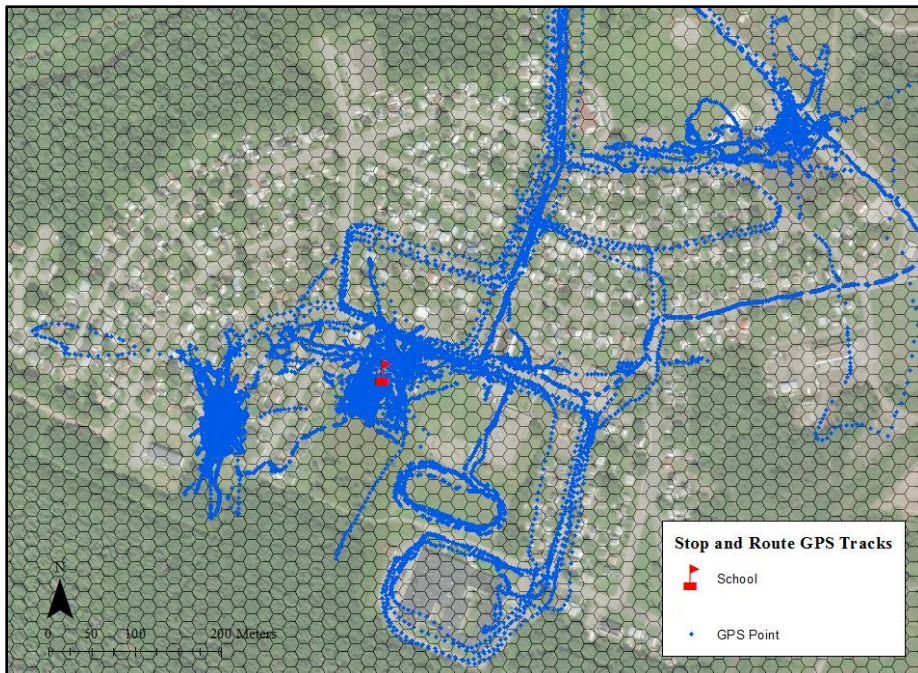 Stop and Route GPS Tracks
School
GPS Point
N
0 50 100 200 Meters